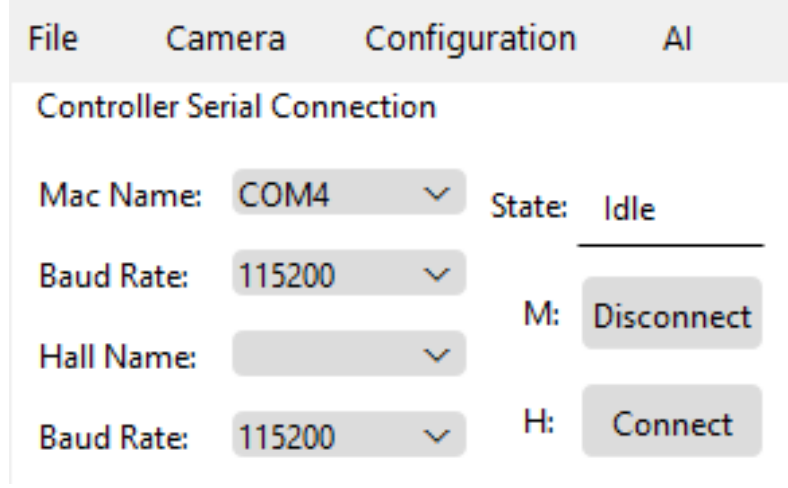 File Camera Configuration AI
Controller Serial Connection
Mac Name: COM4
State: Idle
Baud Rate: 115200
M: Disconnect
Hall Name:
H: Connect
Baud Rate: 115200